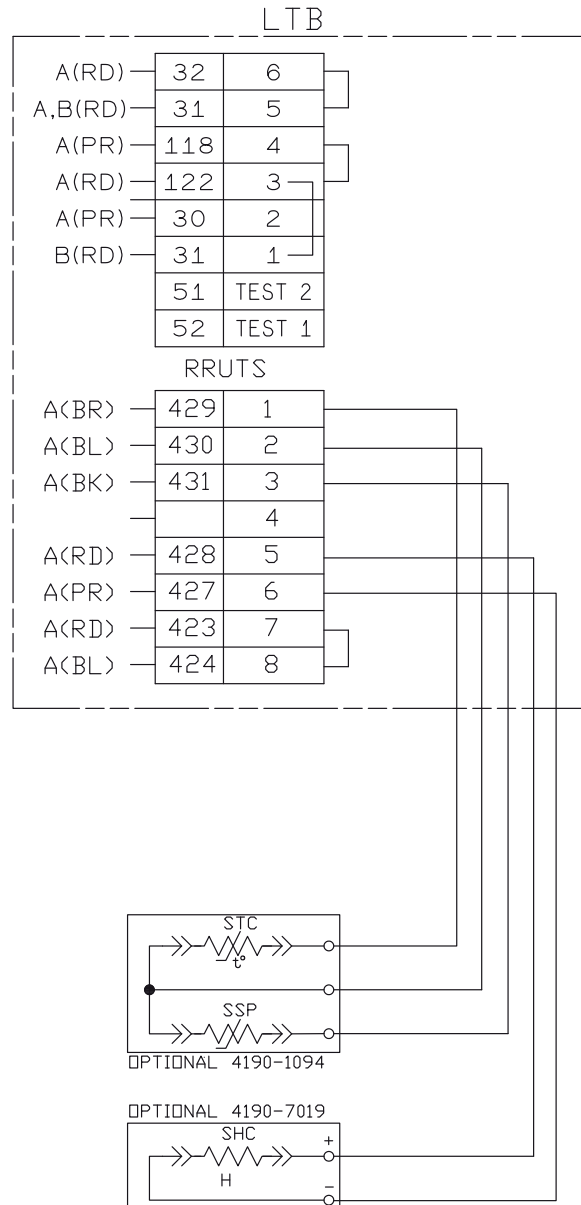 LTB
A(RD) 32 6
A,B(RD) 31 5
A(PR) 118 4
A(RD) 122 3
A(PR) 30 2
B(RD) 31 1
51 TEST 2
52 TEST 1
RRUTS
A(BR) 429 1
A(BL) 430 2
A(BK) 431 3
4
A(RD) 428 5
A(PR) 427 6
A(RD) 423 7
A(BL) 424 8
STC
t°
SSP
OPTIONAL 4190-1094
OPTIONAL 4190-7019
SHC +
H
−